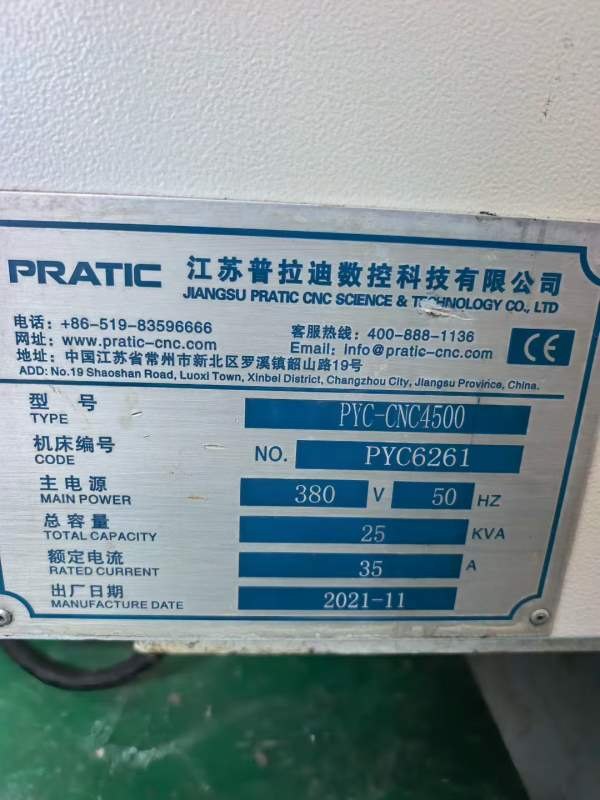 PRATIC 江苏普拉迪数控科技有限公司
JIANGSU PRATIC CNC SCIENCE & TECHNOLOGY CO., LTD
电话: +86-519-83596666 客服热线: 400-888-1136
网址: www.pratic-cnc.com Email: info@pratic-cnc.com
地址: 中国江苏省常州市新北区罗溪镇韶山路19号
CE
ADD: No.19 Shaoshan Road, Luoxi Town, Xinbei District, Changzhou City, Jiangsu Province, China.
型号 PYC-CNC4500
TYPE
机床编号 NO. PYC6261
CODE
主电源 380 V 50 HZ
MAIN POWER
总容量 25 KVA
TOTAL CAPACITY
额定电流 35 A
RATED CURRENT
出厂日期 2021-11
MANUFACTURE DATE